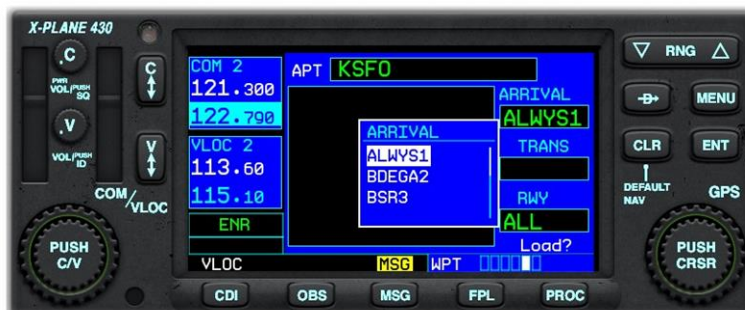 X-PLANE 430
.C
PWR
VOL/PUSH
SQ
C
.V
VOL/PUSH
ID
V
COM/VLOC
PUSH
C/V
COM 2
121.300
122.790
VLOC 2
113.60
115.10
ENR
VLOC
MSG
WPT
APT KSFO
ARRIVAL
ALWYS1
BDEGA2
BSR3
ARRIVAL
ALWYS1
TRANS
RWY
ALL
Load?
RNG
D
MENU
CLR
ENT
DEFAULT
NAV
GPS
PUSH
CRSR
CDI
OBS
MSG
FPL
PROC